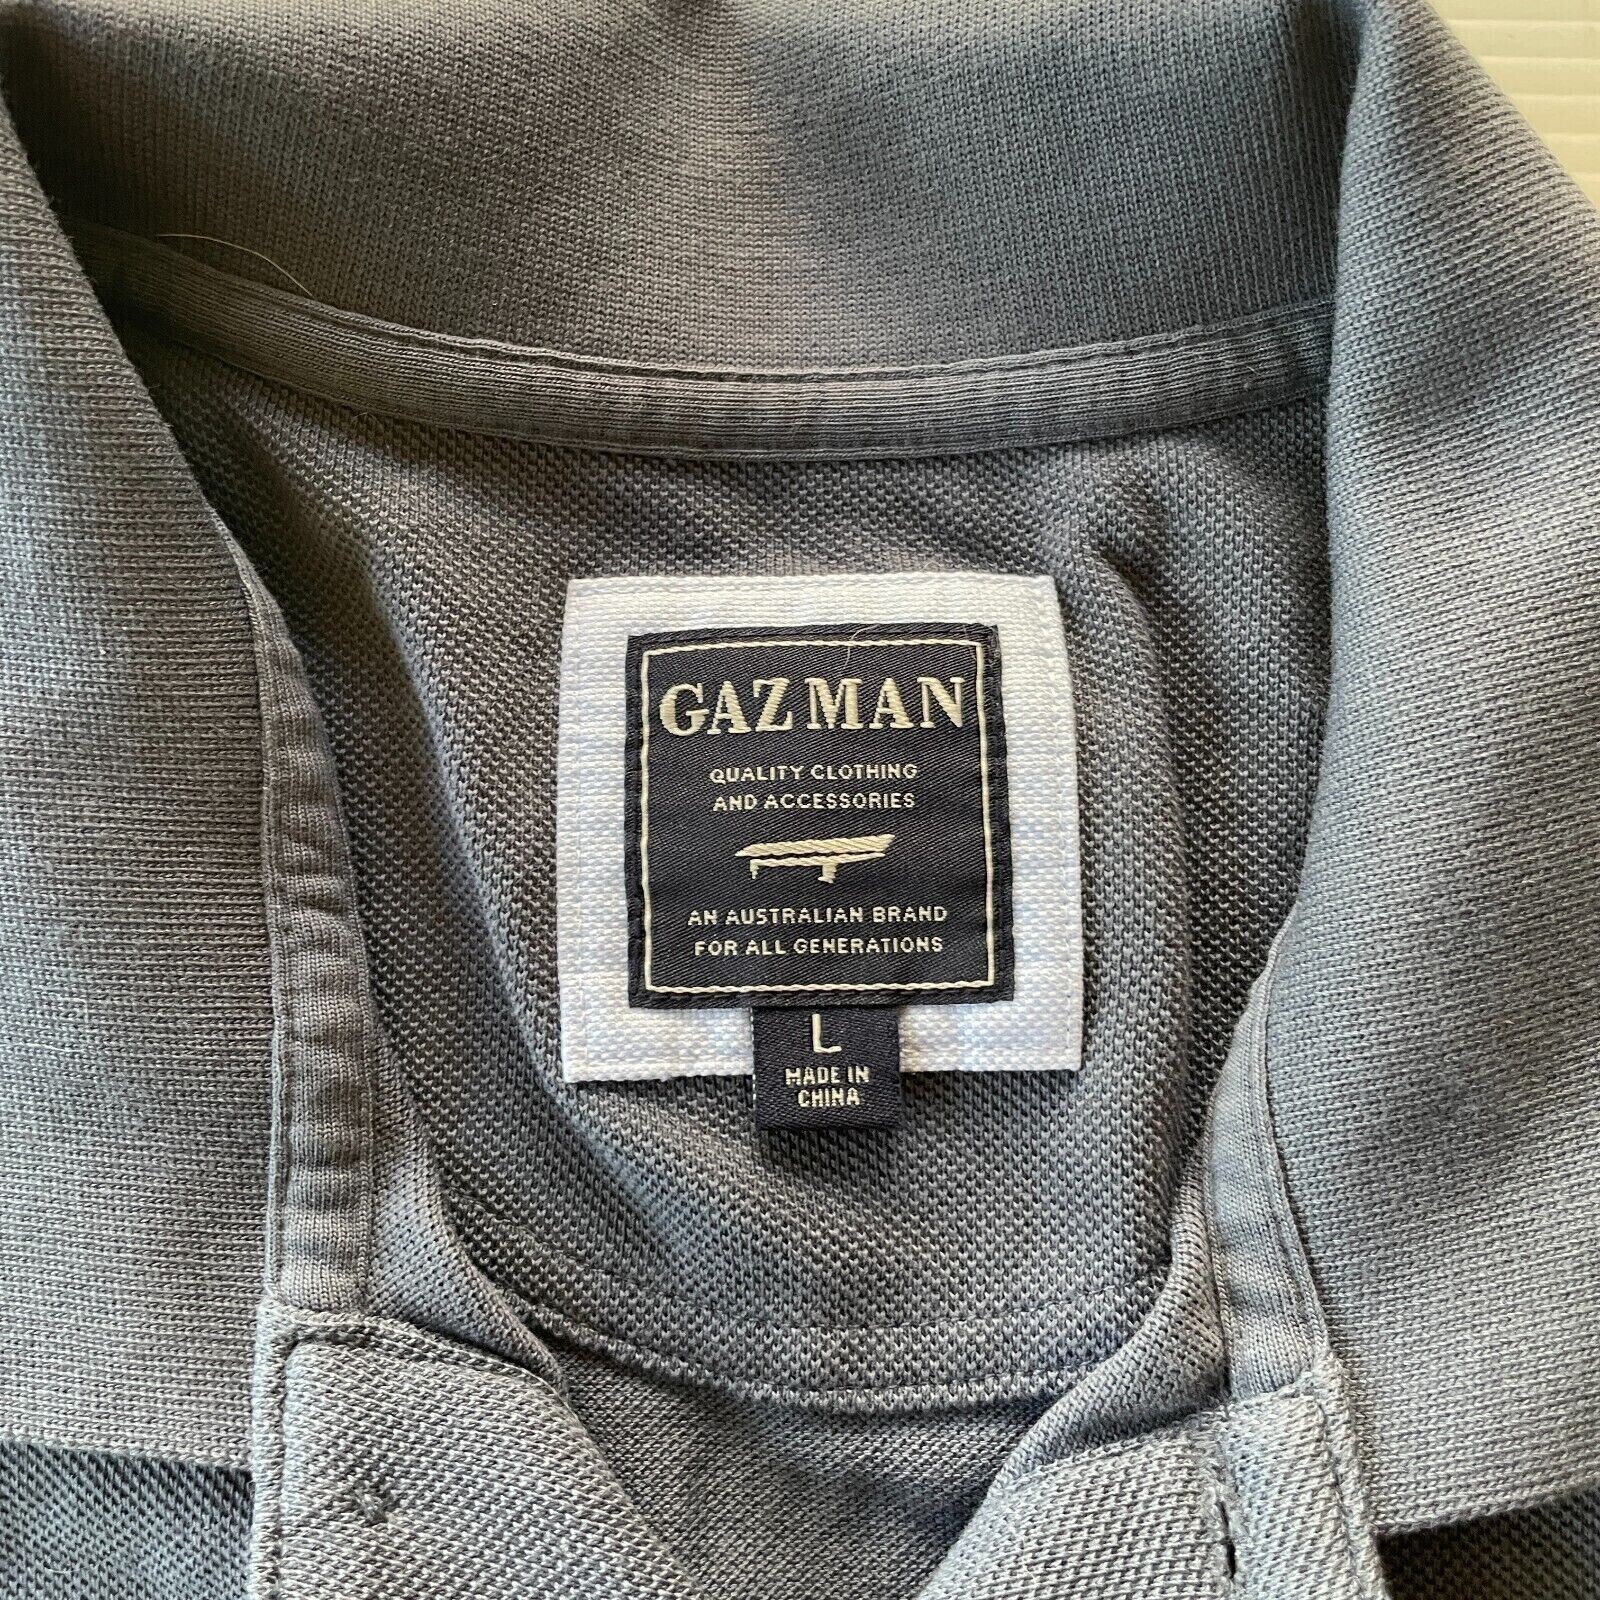 GAZMAN
QUALITY CLOTHING
AND ACCESSORIES
AN AUSTRALIAN BRAND
FOR ALL GENERATIONS
L
MADE IN
CHINA